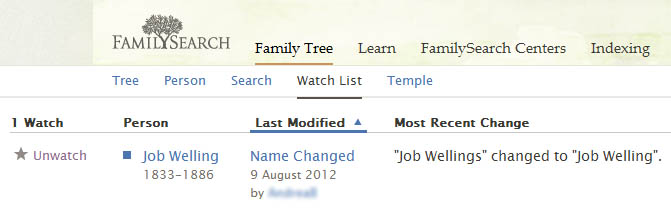 FAMILYSEARCH
Family Tree Learn FamilySearch Centers Indexing
Tree Person Search Watch List Temple
1 Watch Person Last Modified Most Recent Change
Unwatch Job Welling Name Changed "Job Wellings" changed to "Job Welling".
1833–1886 9 August 2012
by